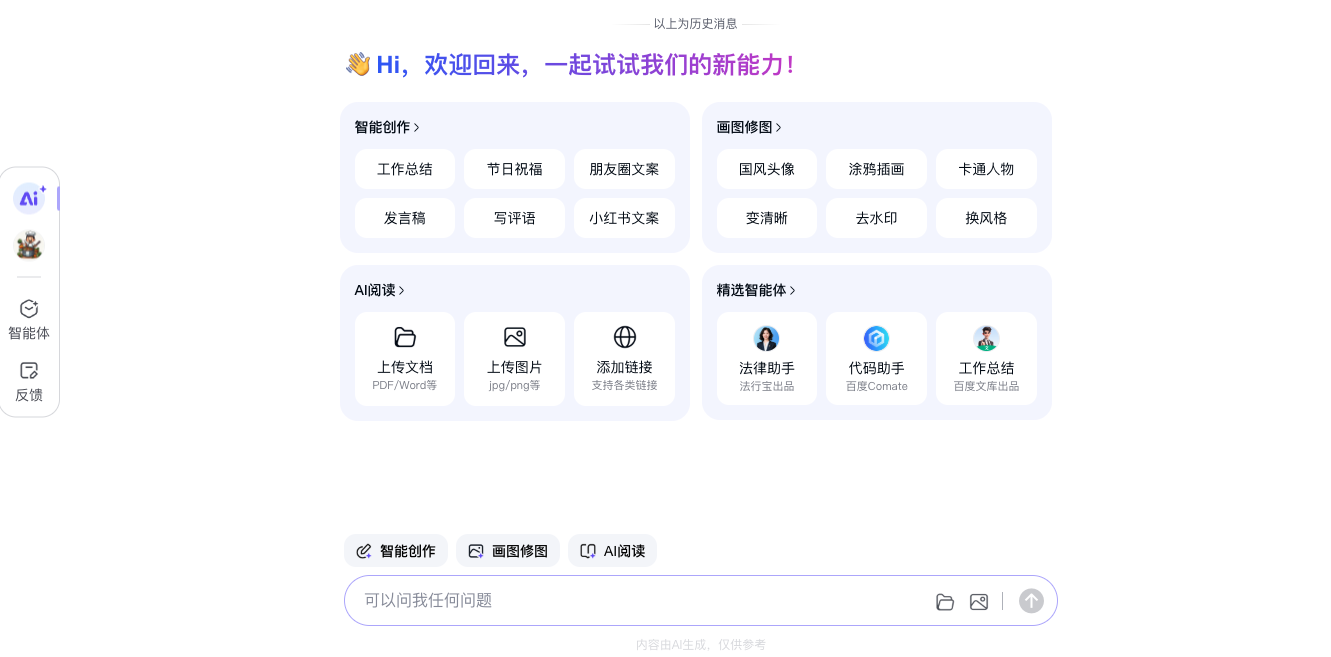 以上为历史消息
👋 Hi，欢迎回来，一起试试我们的新能力！
智能创作 >
工作总结 节日祝福 朋友圈文案
发言稿 写评语 小红书文案
画图修图 >
国风头像 涂鸦插画 卡通人物
变清晰 去水印 换风格
AI阅读 >
上传文档 上传图片 添加链接
PDF/Word等 jpg/png等 支持各类链接
精选智能体 >
法律助手 代码助手 工作总结
法行宝出品 百度Comate 百度文库出品
Ai
智能体
反馈
智能创作 画图修图 AI阅读
可以问我任何问题
内容由AI生成，仅供参考